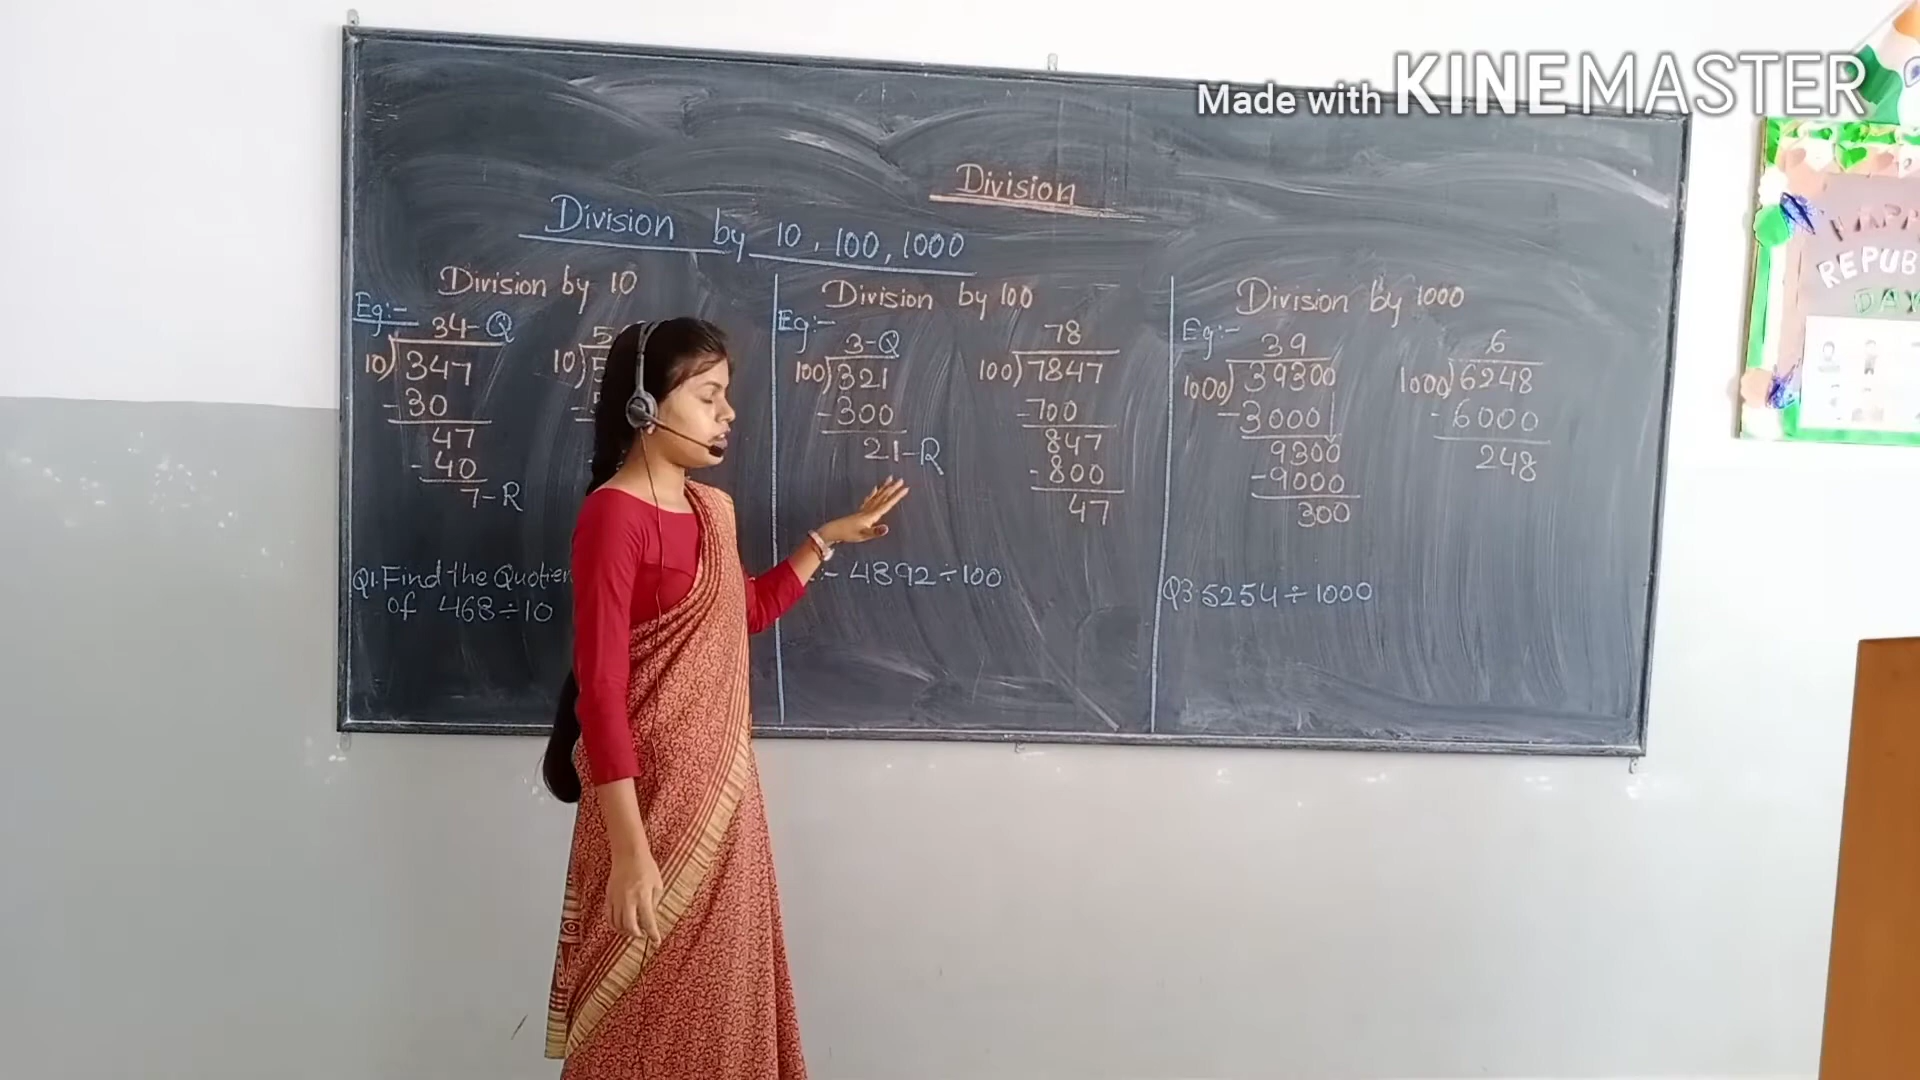 Made with KINEMASTER
Division
Division by 10, 100, 1000
Division by 10
Eg:-
34-Q
10)347
-30
47
-40
7-R
10)5
Q1. Find the Quotien
of 468÷10
Division by 100
Eg:-
3-Q
100)321
-300
21-R
78
100)7847
-700
847
-800
47
4892÷100
Division by 1000
Eg:-
39
1000)39300
-3000
9300
-9000
300
6
1000)6248
-6000
248
Q3. 5254÷1000
REPUB
DAY